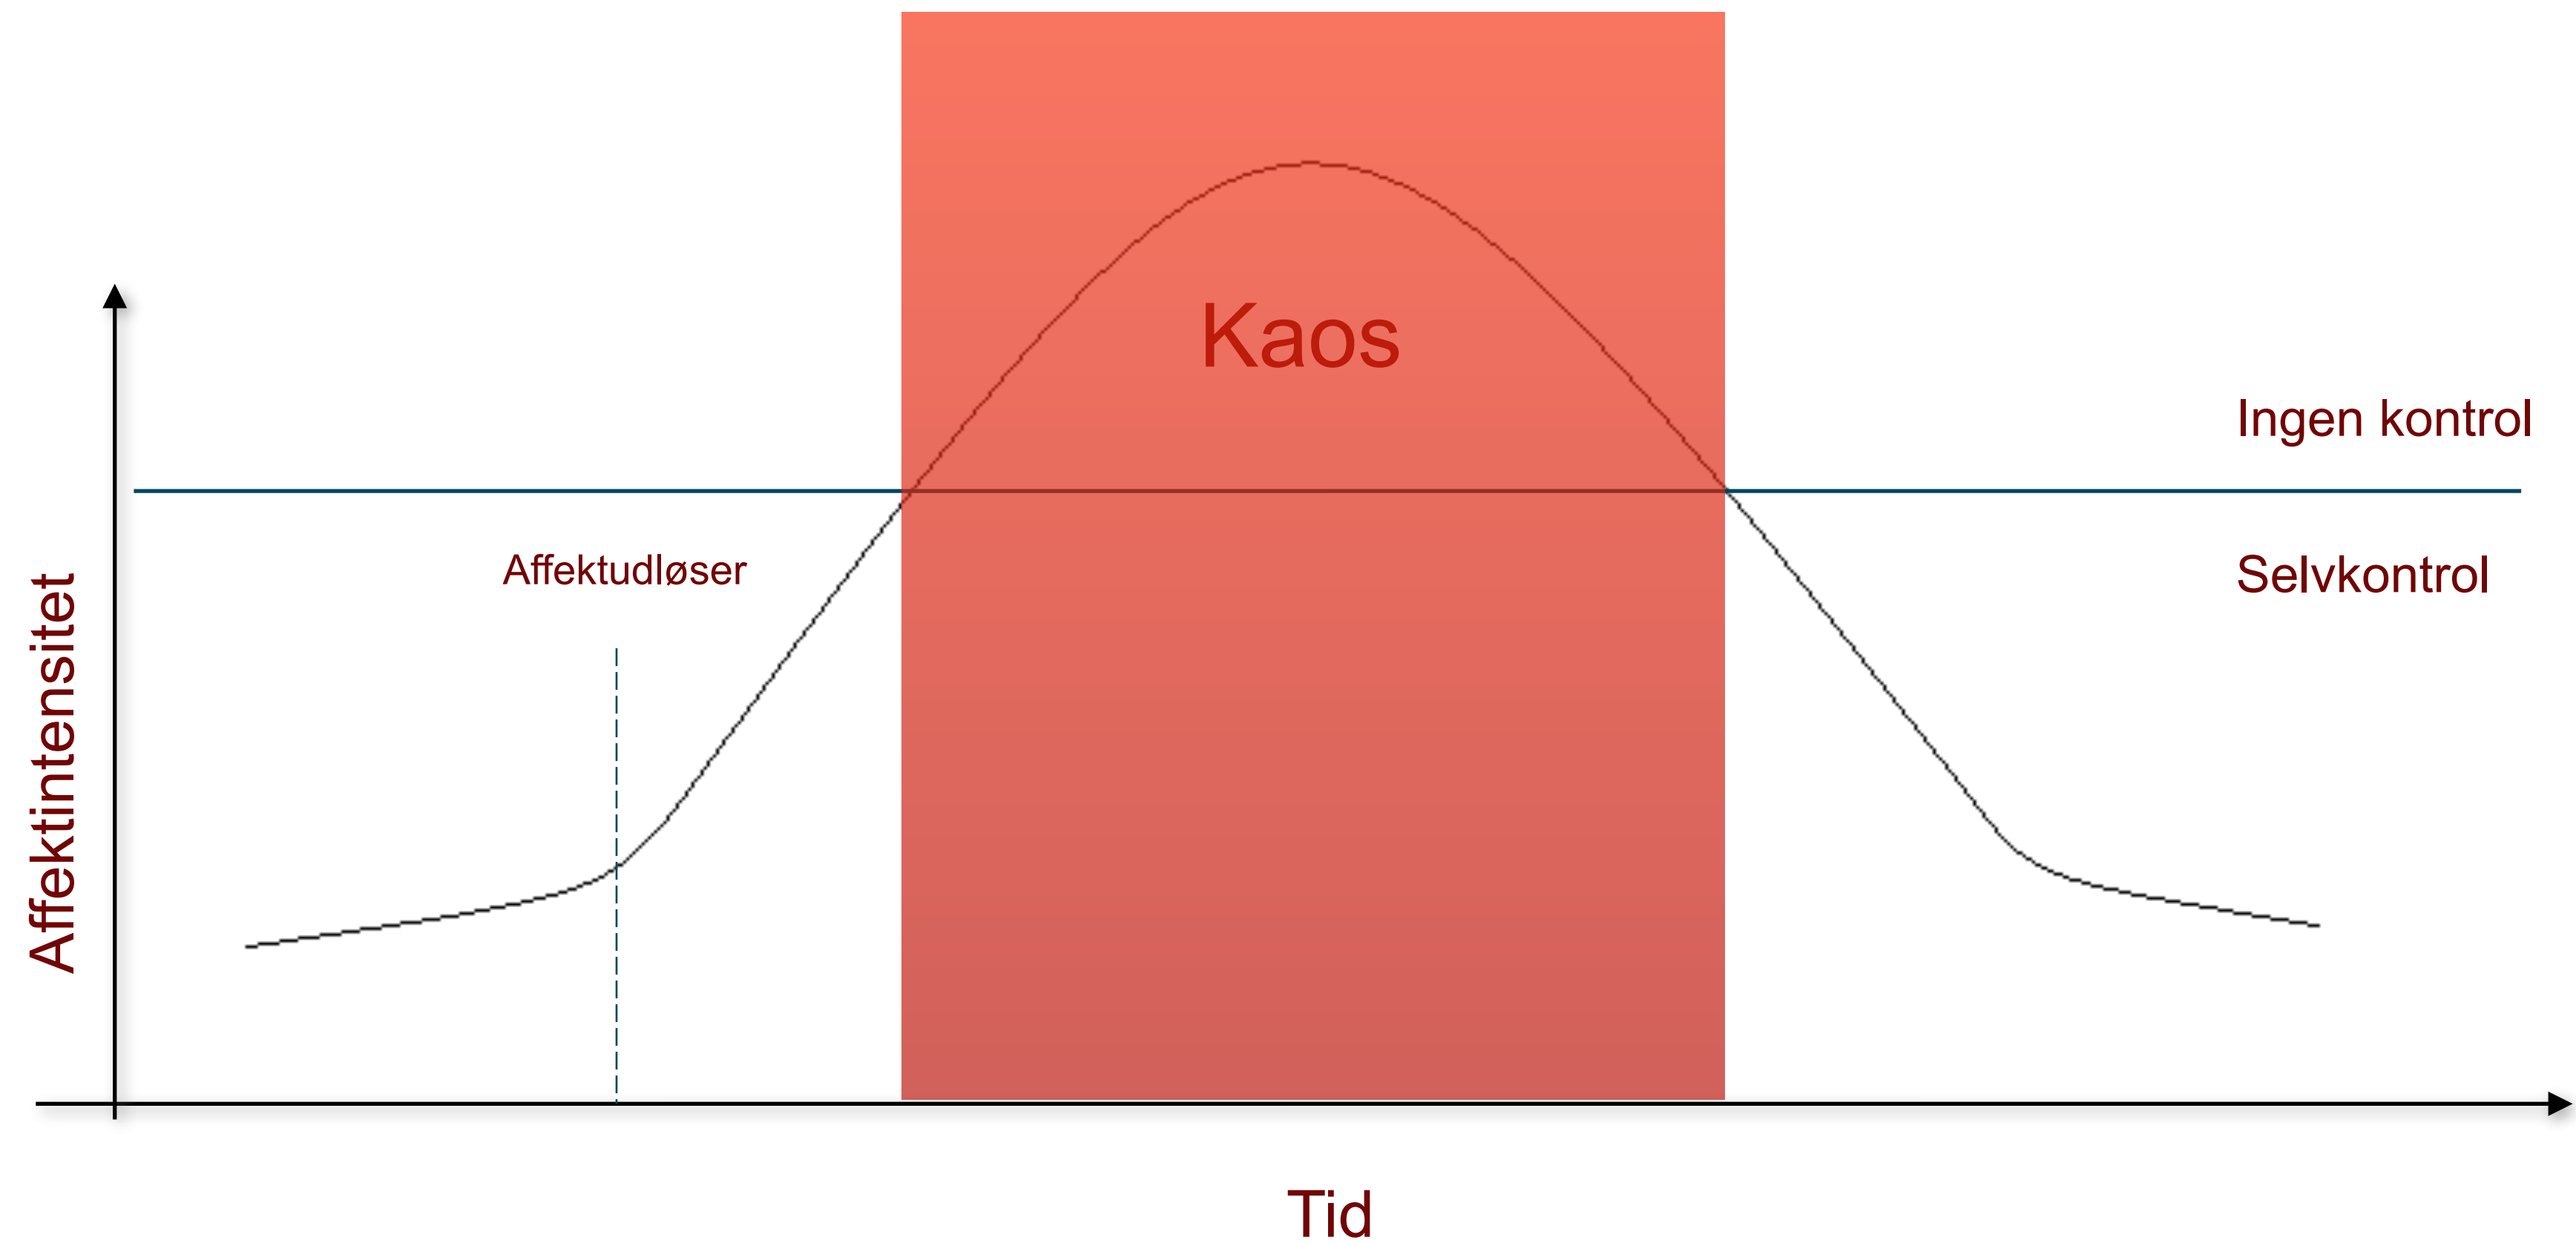 Kaos
Ingen kontrol
Affektudløser
Selvkontrol
Affektintensitet
Tid